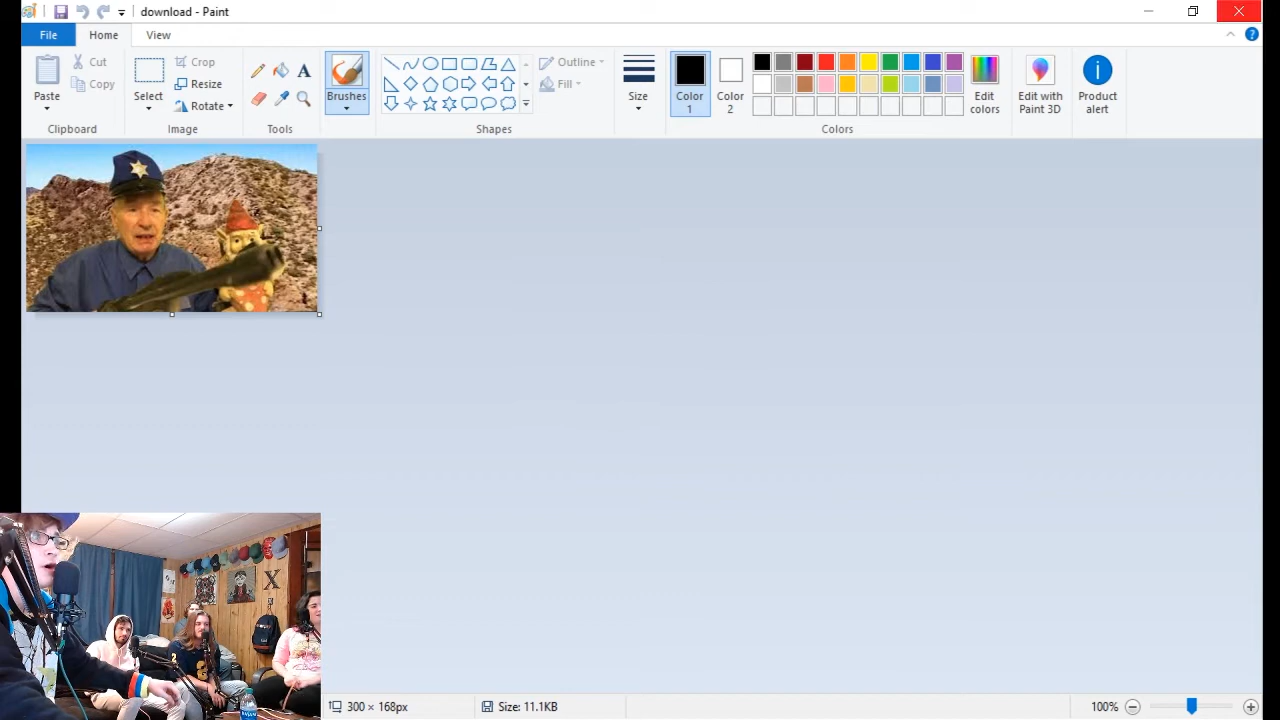 download - Paint
File Home View
Paste
Cut
Copy
Clipboard
Select
Crop
Resize
Rotate
Image
A
Tools
Brushes
Shapes
Outline
Fill
Size
Color 1
Color 2
Edit colors
Colors
Edit with Paint 3D
Product alert
X
300 × 168px
Size: 11.1KB
100%